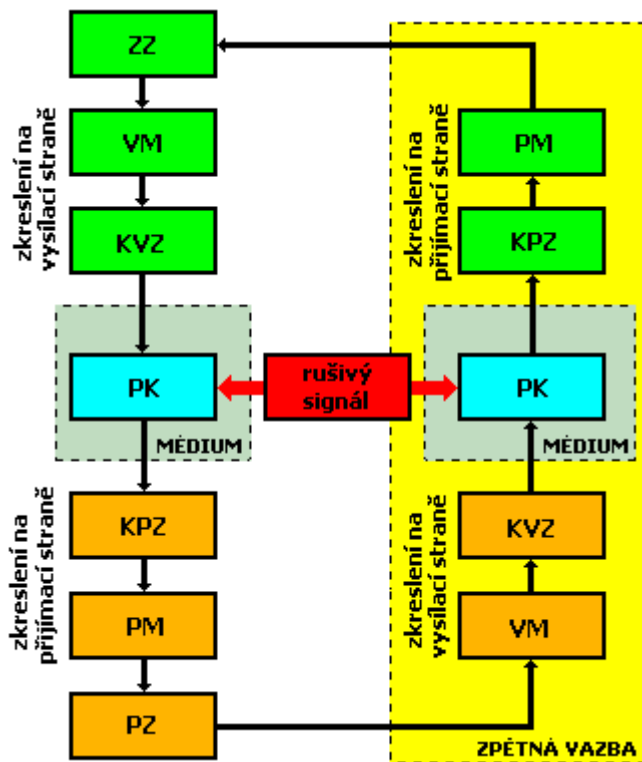 ZZ
VM
KVZ
zkreslení na
vysílací straně
PK
MÉDIUM
rušivý
signál
KPZ
PM
PZ
zkreslení na
přijímací straně
PM
KPZ
zkreslení na
přijímací straně
PK
MÉDIUM
KVZ
VM
zkreslení na
vysílací straně
ZPĚTNÁ VAZBA